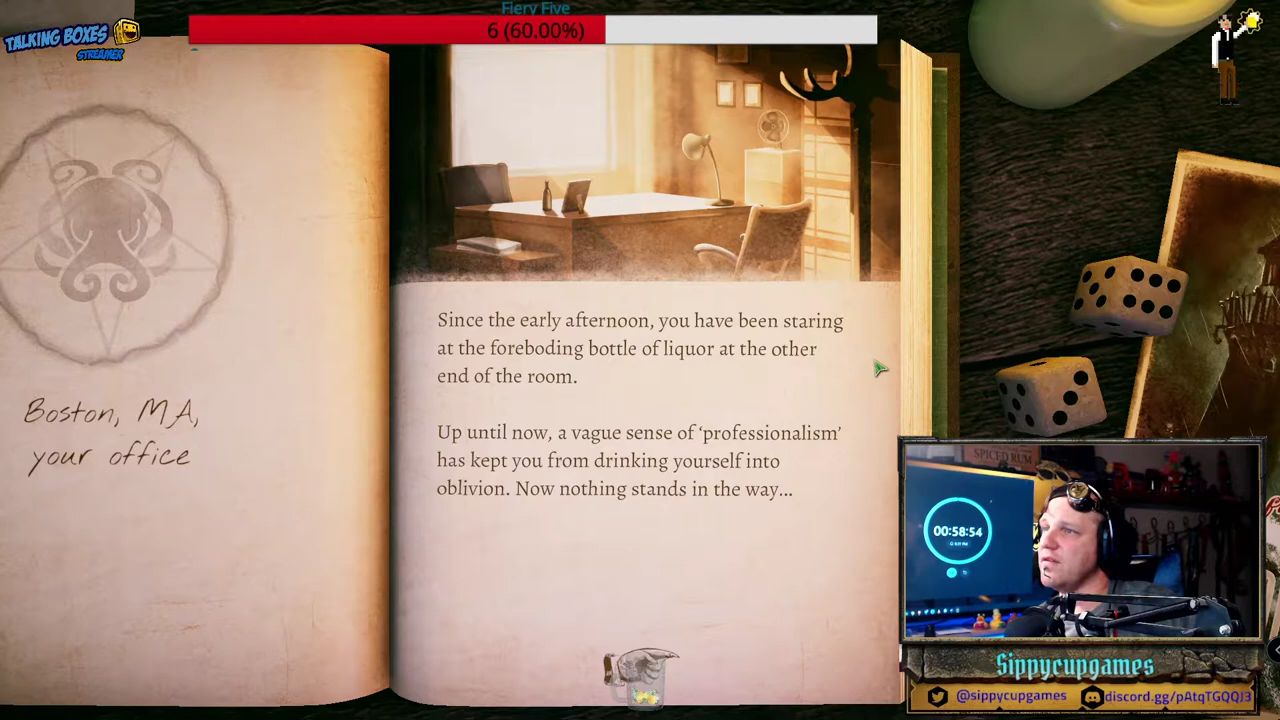 Fiery Five
6 (60.00%)
TALKING BOXES
STREAMER
Since the early afternoon, you have been staring
at the foreboding bottle of liquor at the other
end of the room.
Up until now, a vague sense of ‘professionalism’
has kept you from drinking yourself into
oblivion. Now nothing stands in the way...
Boston, MA,
your office
SPICED RUM
00:58:54
Sippycupgames
@sippycupgames
discord.gg/pAtqTGQQJ3